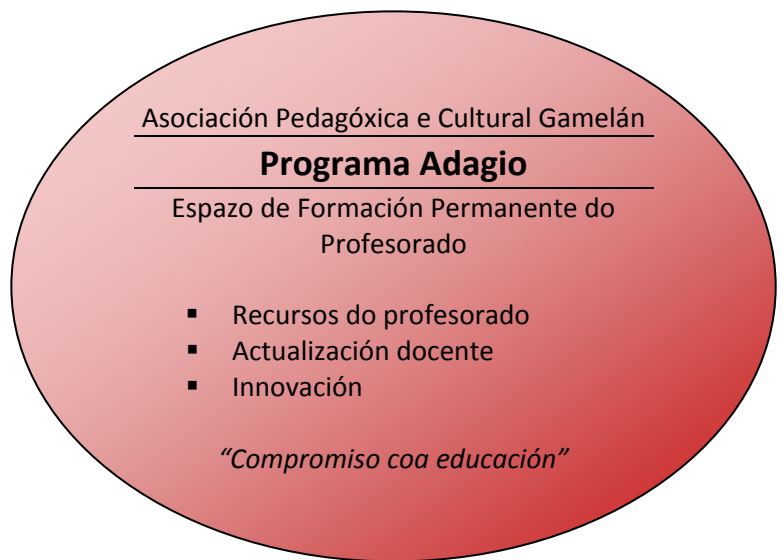 Asociación Pedagóxica e Cultural Gamelán
Programa Adagio
Espazo de Formación Permanente do
Profesorado
▪ Recursos do profesorado
▪ Actualización docente
▪ Innovación
“Compromiso coa educación”